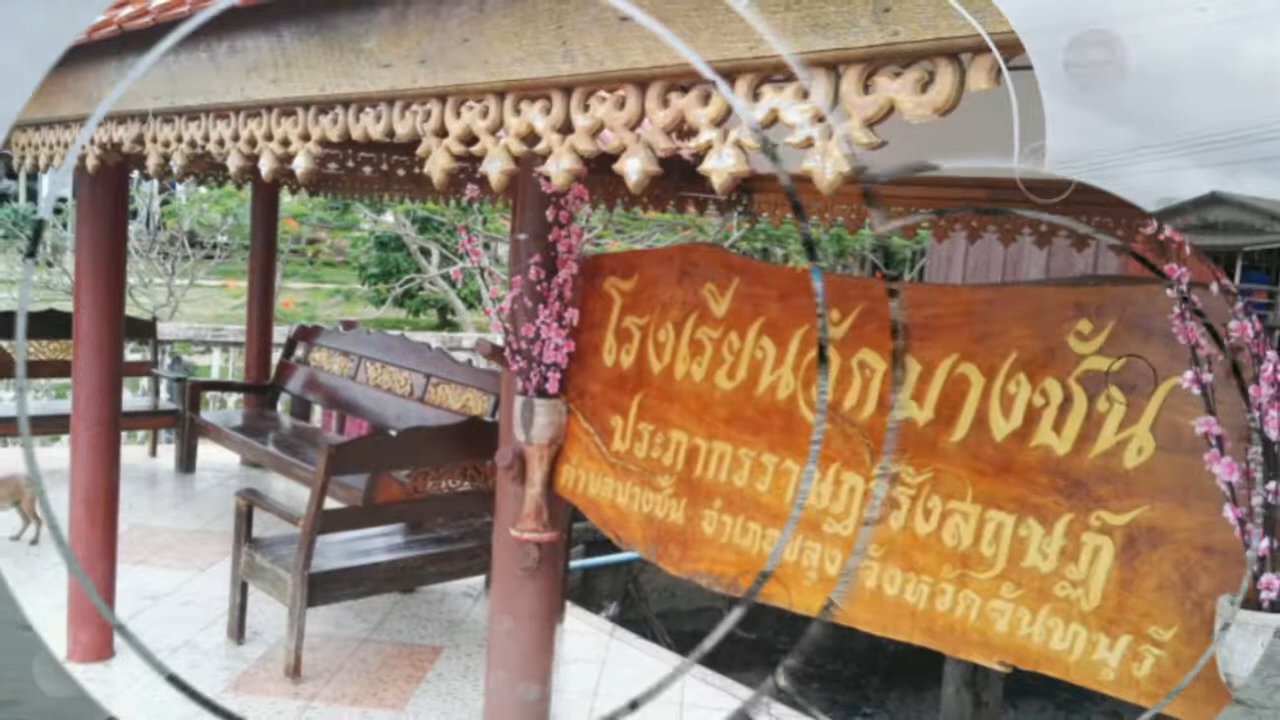 โรงเรียนวัดบางชัน
ประภากรราษฎร์รังสฤษฎ์
ตำบลบางชัน อำเภอขลุง จังหวัดจันทบุรี